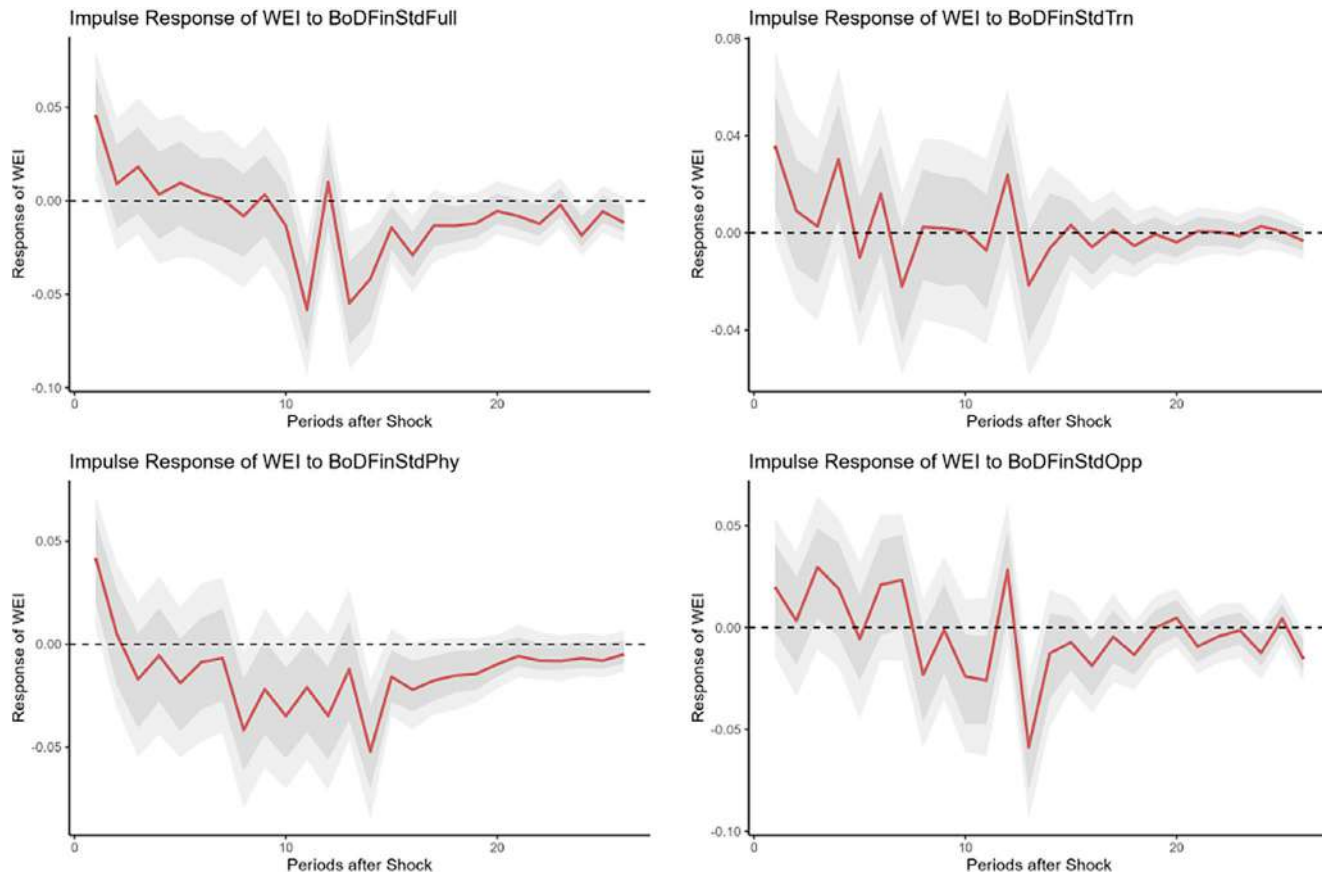 Impulse Response of WEI to BoDFinStdFull
0.05
0.00
-0.05
-0.10
Response of WEI
0
10
20
Periods after Shock
Impulse Response of WEI to BoDFinStdTrn
0.08
0.04
0.00
-0.04
Response of WEI
0
10
20
Periods after Shock
Impulse Response of WEI to BoDFinStdPhy
0.05
0.00
-0.05
Response of WEI
0
10
20
Periods after Shock
Impulse Response of WEI to BoDFinStdOpp
0.05
0.00
-0.05
-0.10
Response of WEI
0
10
20
Periods after Shock